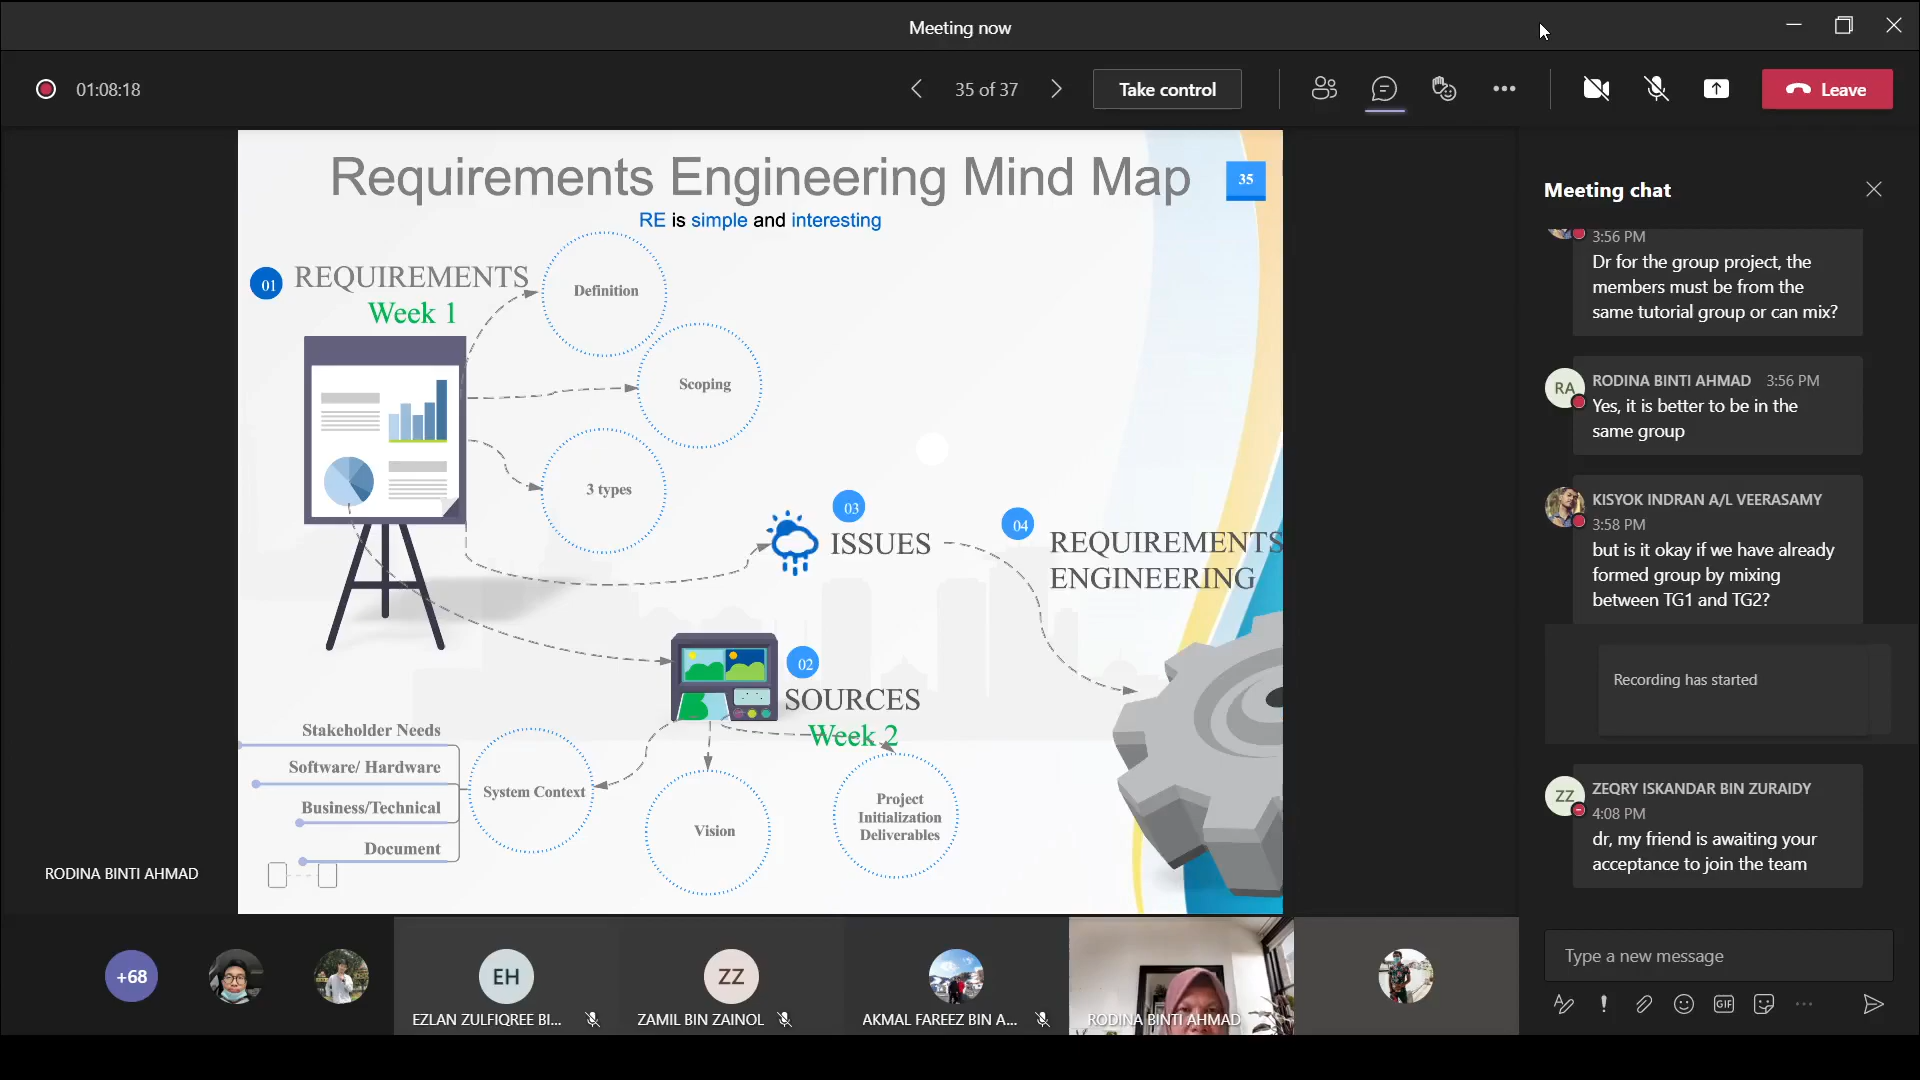 Meeting now
01:08:18
35 of 37
Take control
Leave
Requirements Engineering Mind Map
35
RE is simple and interesting
01
REQUIREMENTS
Week 1
Definition
Scoping
3 types
03
ISSUES
04
REQUIREMENTS
ENGINEERING
02
SOURCES
Week 2
Stakeholder Needs
Software/ Hardware
Business/Technical
Document
System Context
Vision
Project
Initialization
Deliverables
RODINA BINTI AHMAD
+68
EH
EZLAN ZULFIQREE BI...
ZZ
ZAMIL BIN ZAINOL
AKMAL FAREEZ BIN A...
RODINA BINTI AHMAD
Meeting chat
3:56 PM
Dr for the group project, the
members must be from the
same tutorial group or can mix?
RA
RODINA BINTI AHMAD 3:56 PM
Yes, it is better to be in the
same group
KISYOK INDRAN A/L VEERASAMY
3:58 PM
but is it okay if we have already
formed group by mixing
between TG1 and TG2?
Recording has started
ZZ
ZEQRY ISKANDAR BIN ZURAIDY
4:08 PM
dr, my friend is awaiting your
acceptance to join the team
Type a new message
GIF